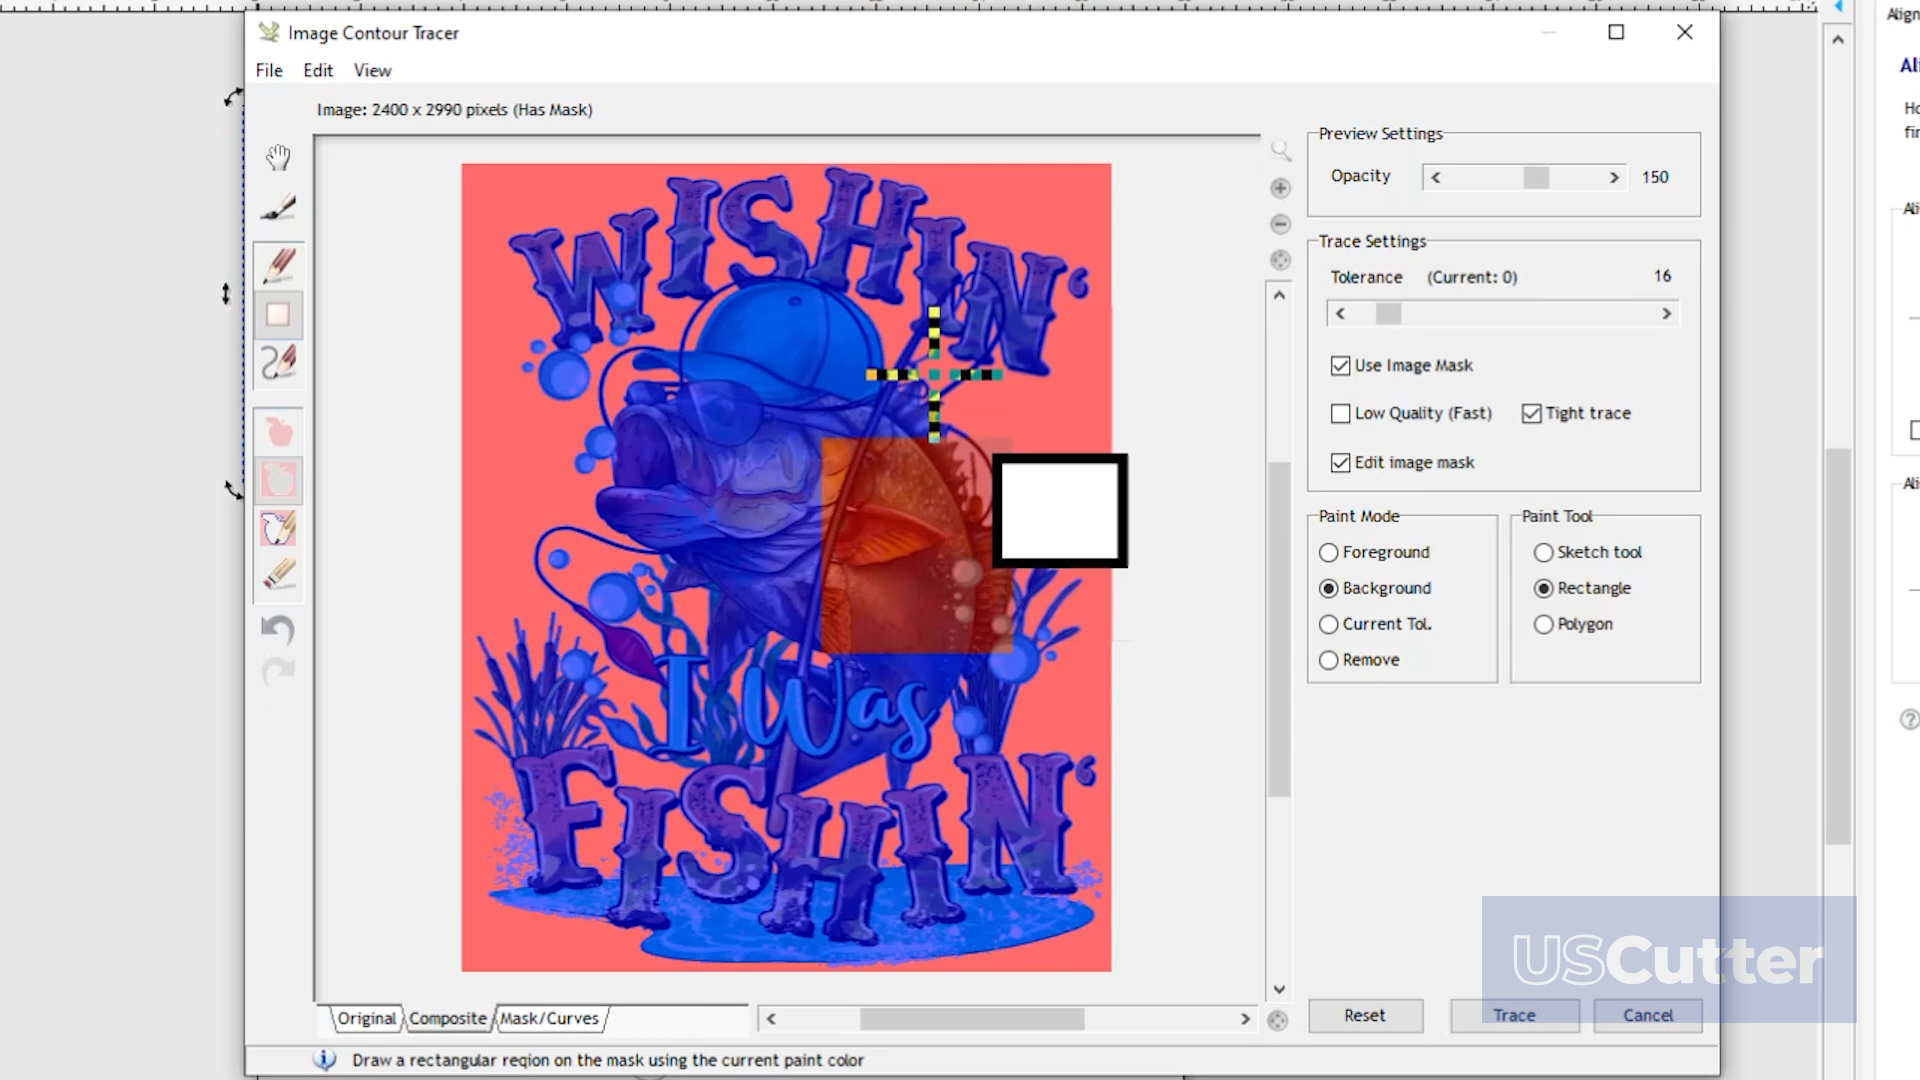 Image Contour Tracer
File Edit View
Image: 2400 x 2990 pixels (Has Mask)
WISHIN'
I Was
FISHIN'
Preview Settings
Opacity 150
Trace Settings
Tolerance (Current: 0) 16
Use Image Mask
Low Quality (Fast) Tight trace
Edit image mask
Paint Mode
Foreground
Background
Current Tol.
Remove
Paint Tool
Sketch tool
Rectangle
Polygon
USCutter
Original Composite Mask/Curves
Reset Trace Cancel
Draw a rectangular region on the mask using the current paint color